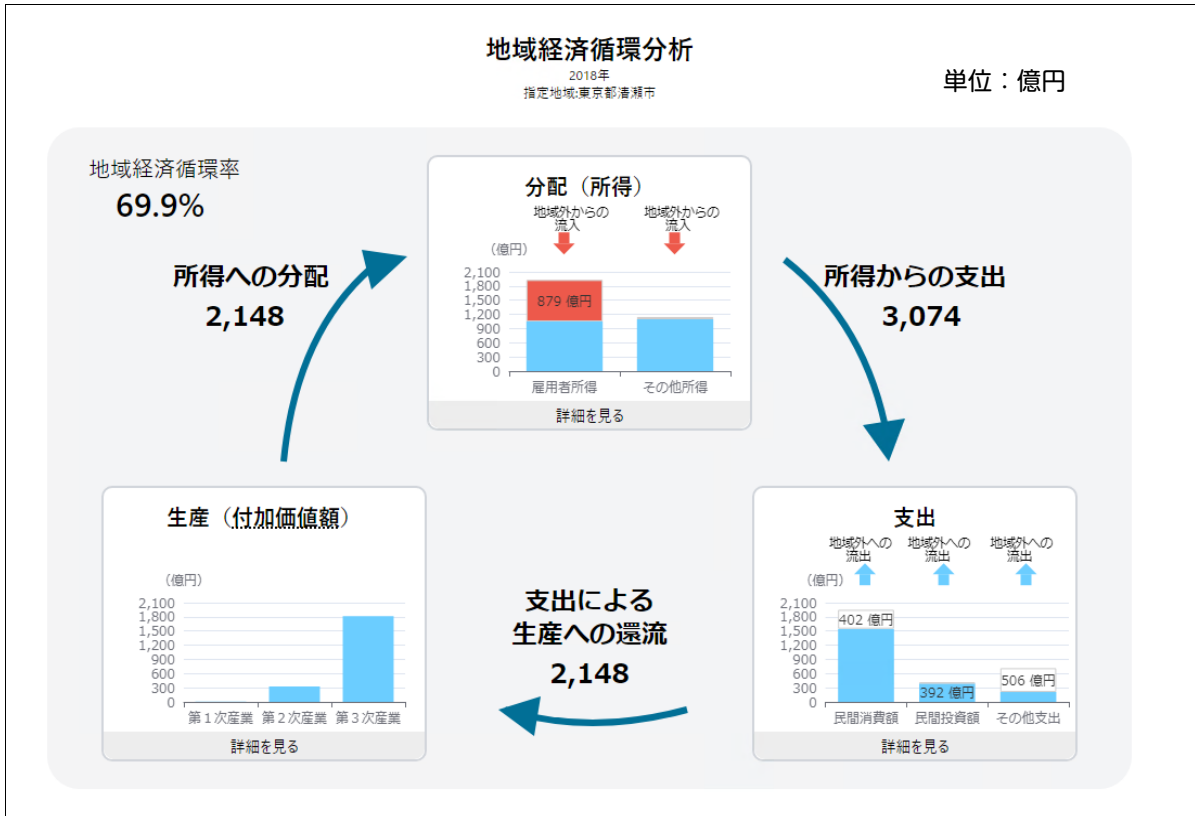 地域経済循環分析
2018年
指定地域:東京都清瀬市
単位：億円
地域経済循環率
69.9%
所得への分配
2,148
分配（所得）
地域外からの
流入
地域外からの
流入
（億円）
2,100
1,800
1,500
1,200
900
600
300
0
879 億円
雇用者所得
その他所得
詳細を見る
所得からの支出
3,074
生産（付加価値額）
（億円）
2,100
1,800
1,500
1,200
900
600
300
0
第１次産業
第２次産業
第３次産業
詳細を見る
支出による
生産への還流
2,148
支出
地域外への
流出
地域外への
流出
地域外への
流出
（億円）
2,100
1,800
1,500
1,200
900
600
300
0
402 億円
392 億円
506 億円
民間消費額
民間投資額
その他支出
詳細を見る